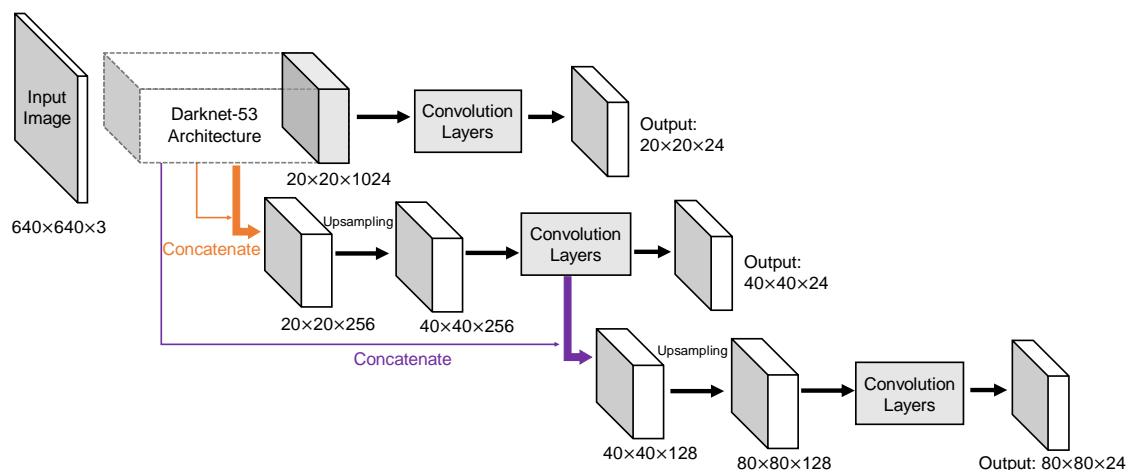 Input
Image
640×640×3
Darknet-53
Architecture
20×20×1024
Convolution
Layers
Output:
20×20×24
Concatenate
Upsampling
20×20×256
40×40×256
Convolution
Layers
Output:
40×40×24
Concatenate
Upsampling
40×40×128
80×80×128
Convolution
Layers
Output: 80×80×24